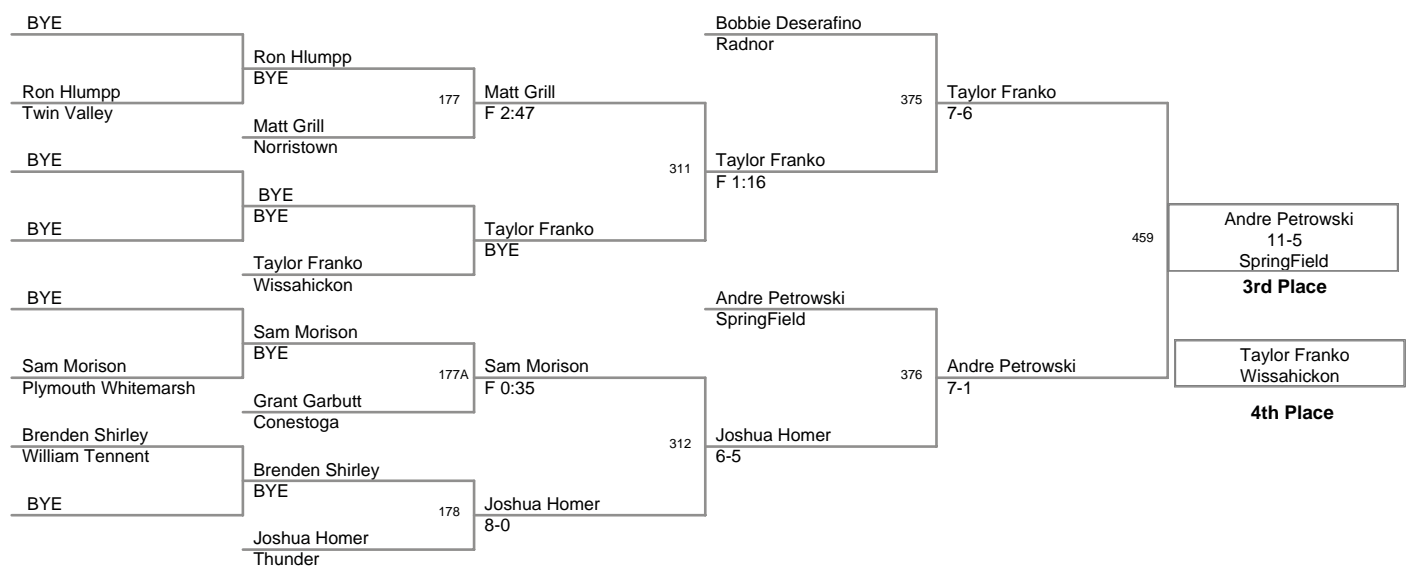 BYE
Ron Hlumpp
BYE
Ron Hlumpp
Twin Valley
177
Matt Grill
F 2:47
Matt Grill
Norristown
BYE
BYE
BYE
BYE
Taylor Franko
BYE
Taylor Franko
Wissahickon
311
Taylor Franko
F 1:16
Bobbie Deserafino
Radnor
375
Taylor Franko
7-6
BYE
Sam Morison
BYE
Sam Morison
Plymouth Whitemarsh
177A
Sam Morison
F 0:35
Grant Garbutt
Conestoga
Brenden Shirley
William Tennent
Brenden Shirley
BYE
BYE
178
Joshua Homer
8-0
Joshua Homer
Thunder
312
Joshua Homer
6-5
Andre Petrowski
SpringField
376
Andre Petrowski
7-1
459
Andre Petrowski
11-5
SpringField
3rd Place
Taylor Franko
Wissahickon
4th Place